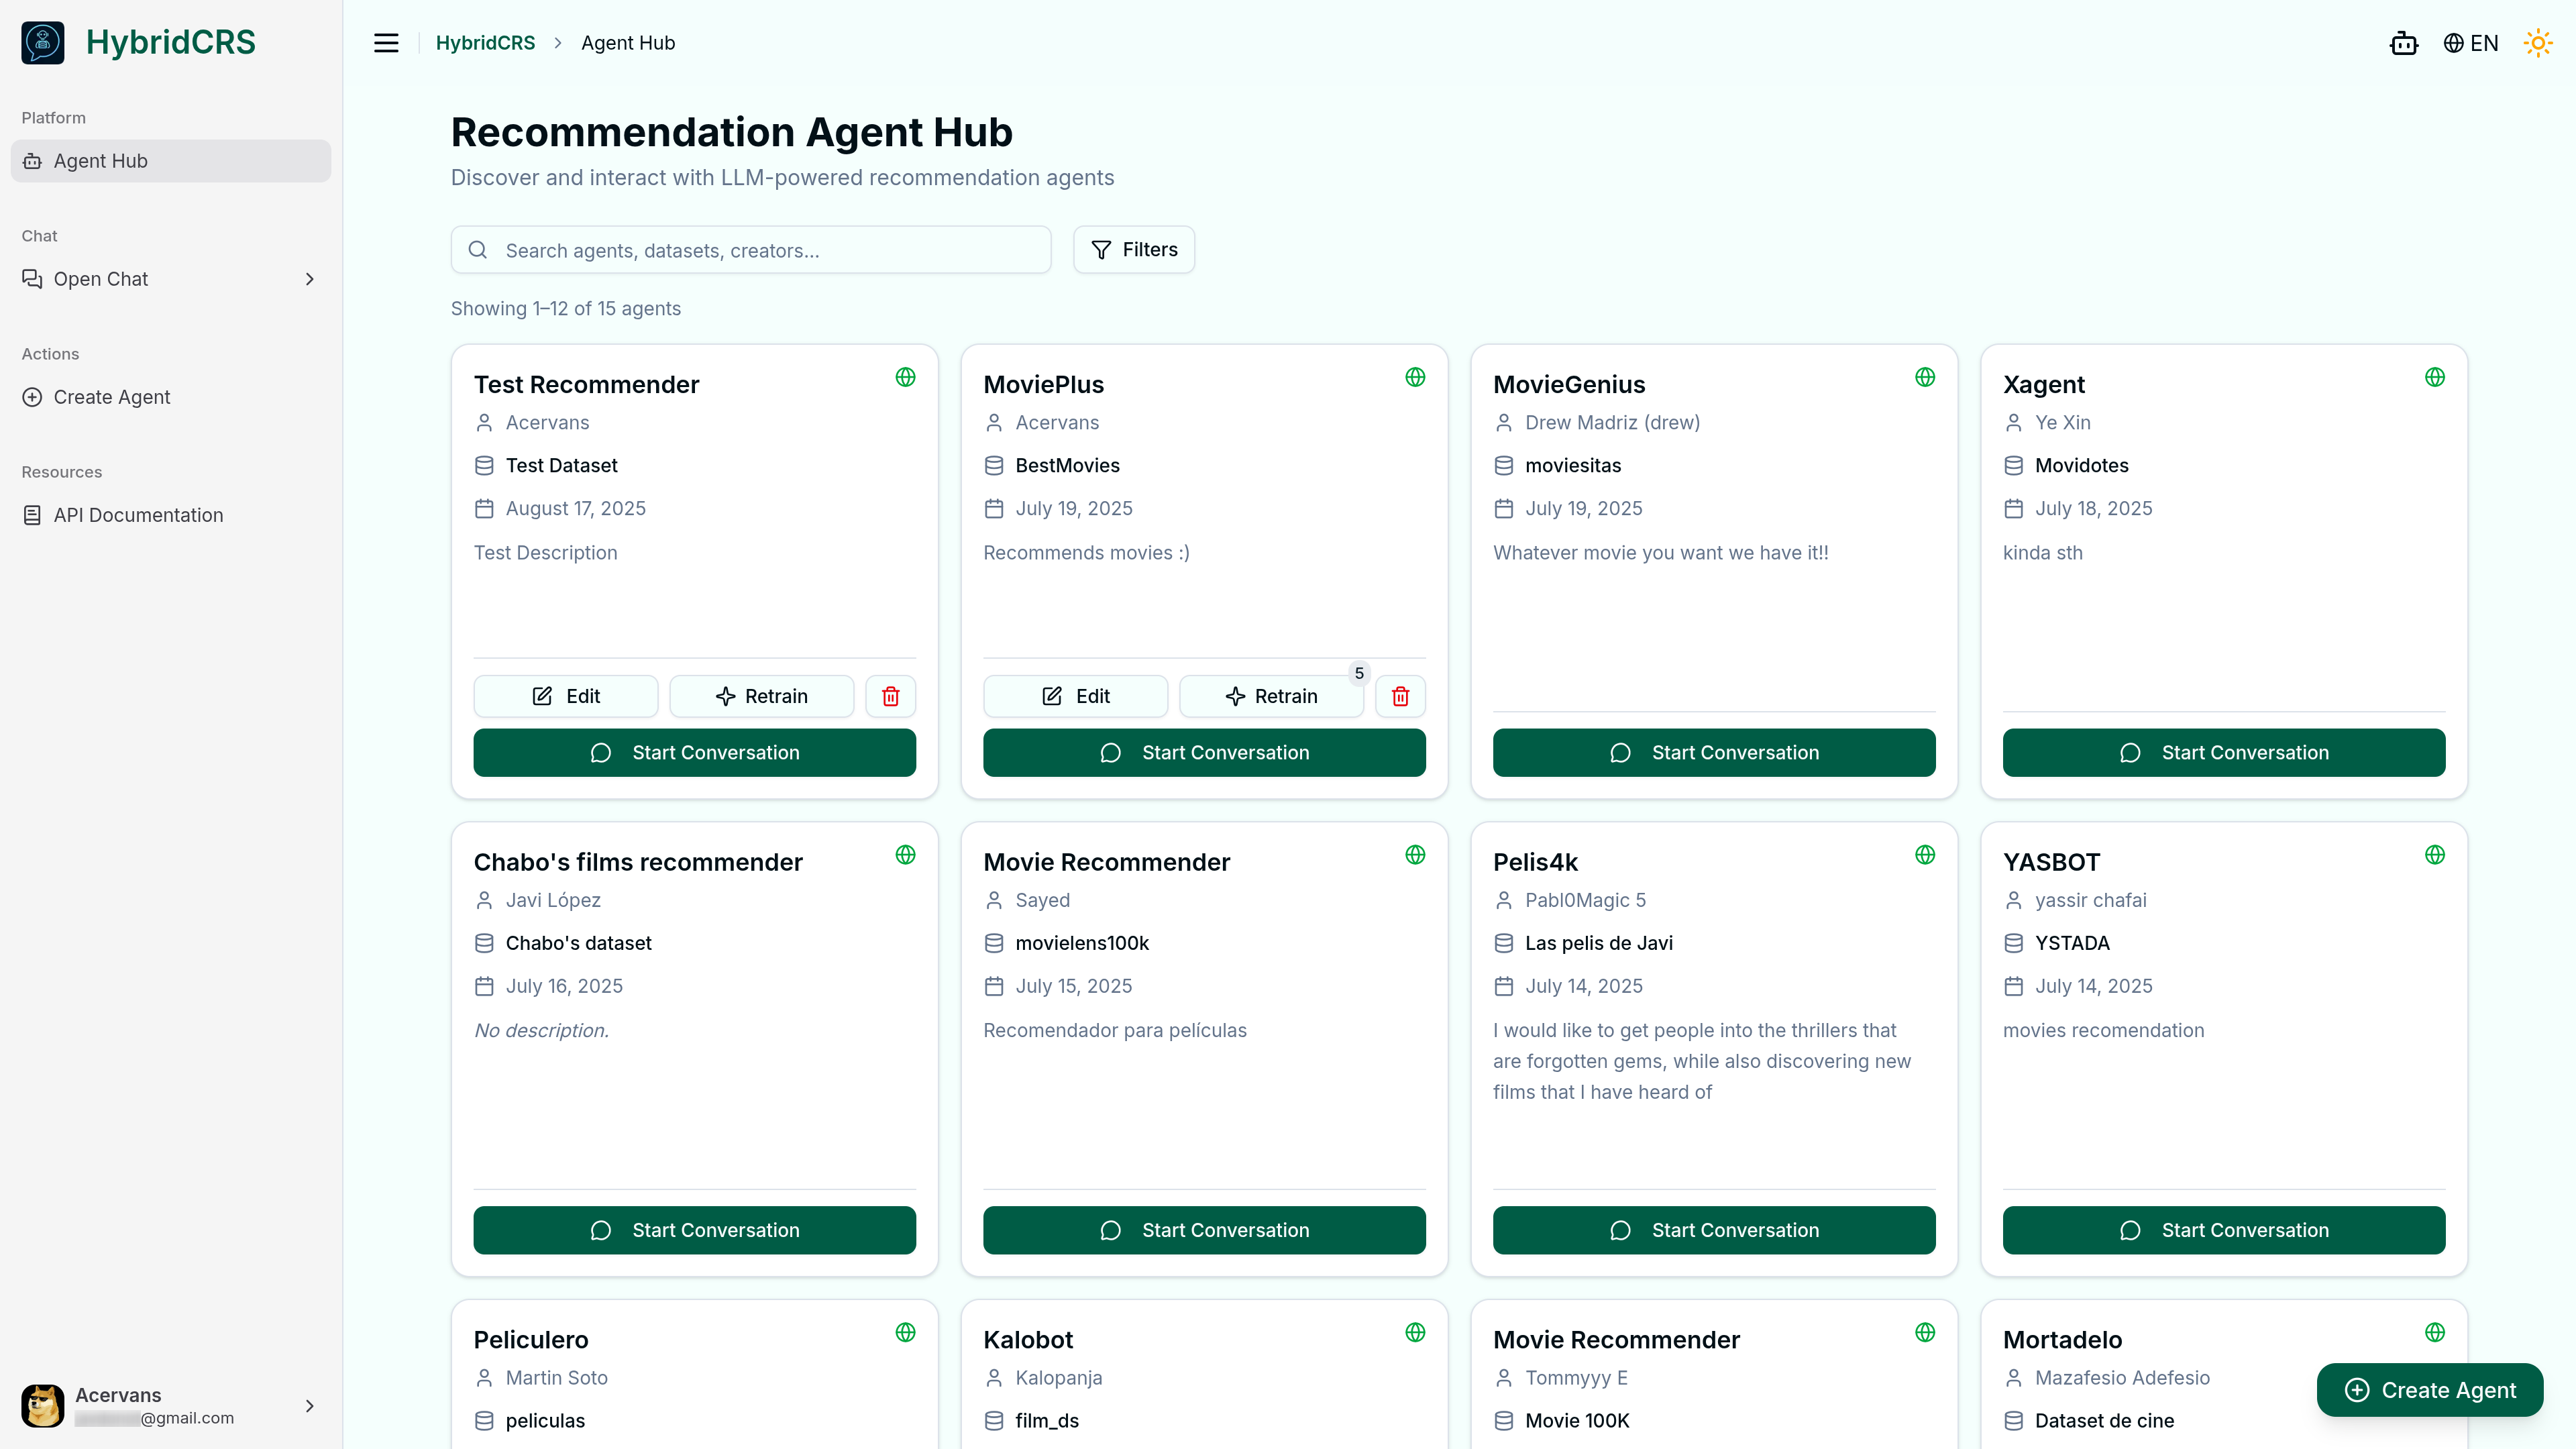 HybridCRS
Platform
Agent Hub
Chat
Open Chat
Actions
Create Agent
Resources
API Documentation
Acervans
@gmail.com
HybridCRS > Agent Hub
EN
Recommendation Agent Hub
Discover and interact with LLM-powered recommendation agents
Search agents, datasets, creators...
Filters
Showing 1–12 of 15 agents
Test Recommender
Acervans
Test Dataset
August 17, 2025
Test Description
Edit
Retrain
Start Conversation
MoviePlus
Acervans
BestMovies
July 19, 2025
Recommends movies :)
Edit
Retrain
5
Start Conversation
MovieGenius
Drew Madriz (drew)
moviesitas
July 19, 2025
Whatever movie you want we have it!!
Start Conversation
Xagent
Ye Xin
Movidotes
July 18, 2025
kinda sth
Start Conversation
Chabo's films recommender
Javi López
Chabo's dataset
July 16, 2025
No description.
Start Conversation
Movie Recommender
Sayed
movielens100k
July 15, 2025
Recomendador para películas
Start Conversation
Pelis4k
Pabl0Magic 5
Las pelis de Javi
July 14, 2025
I would like to get people into the thrillers that
are forgotten gems, while also discovering new
films that I have heard of
Start Conversation
YASBOT
yassir chafai
YSTADA
July 14, 2025
movies recomendation
Start Conversation
Peliculero
Martin Soto
peliculas
Kalobot
Kalopanja
film_ds
Movie Recommender
Tommyyy E
Movie 100K
Mortadelo
Mazafesio Adefesio
Dataset de cine
Create Agent